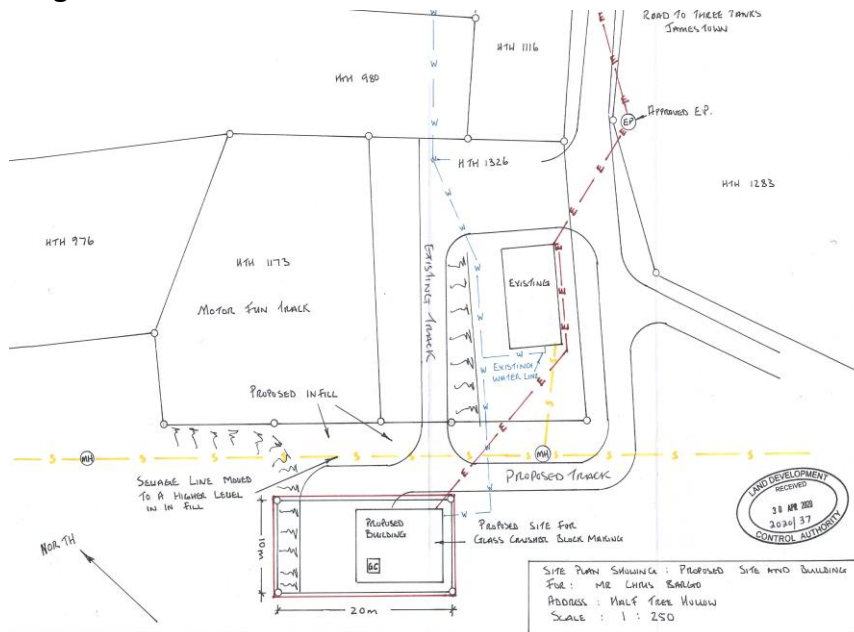 ROAD TO THREE TANKS
JAMESTOWN
HTH 1116
HTH 980
W
E
EP
APPROVED E.P.
HTH 1326
HTH 1283
HTH 976
HTH 1173
MOTOR FUN TRACK
EXISTING TRACK
EXISTING
EXISTING
WATER LINE
PROPOSED INFILL
MH
S
MH
SEWAGE LINE MOVED
TO A HIGHER LEVEL
IN IN FILL
PROPOSED TRACK
LAND DEVELOPMENT
RECEIVED
30 APR 2020
2020/37
CONTROL AUTHORITY
NORTH
10m
PROPOSED
BUILDING
GC
PROPOSED SITE FOR
GLASS CRUSHER BLOCK MAKING
20m
SITE PLAN SHOWING : PROPOSED SITE AND BUILDING
FOR : MR CHRIS BARGO
ADDRESS : HALF TREE HOLLOW
SCALE : 1 : 250